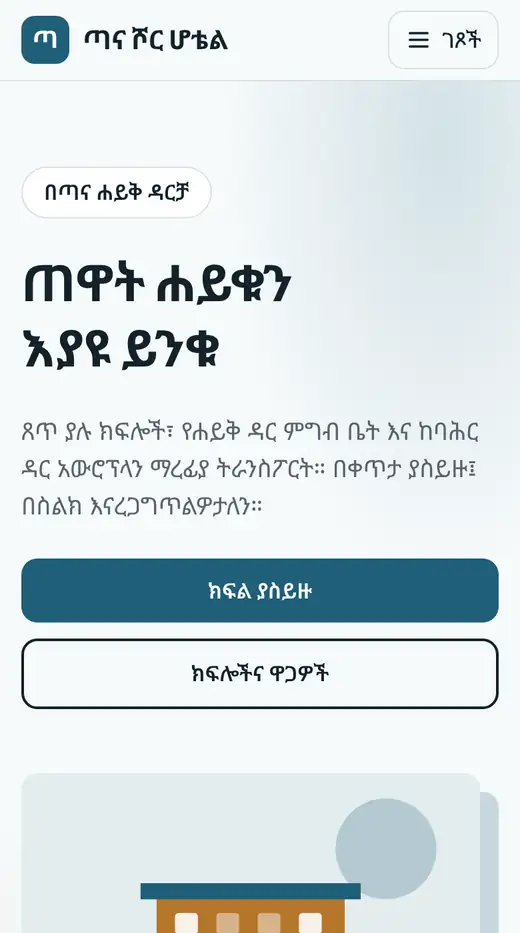 ጣ
ጣና ሾር ሆቴል
ገጾች
በጣና ሐይቅ ዳርቻ
ጠዋት ሐይቁን
እያዩ ይንቁ
ጸጥ ያሉ ክፍሎች፣ የሐይቅ ዳር ምግብ ቤት እና ከባሕር
ዳር አውሮፕላን ማረፊያ ትራንስፖርት። በቀጥታ ያስይዙ፤
በስልክ እናረጋግጥልዎታለን።
ክፍል ያስይዙ
ክፍሎችና ዋጋዎች